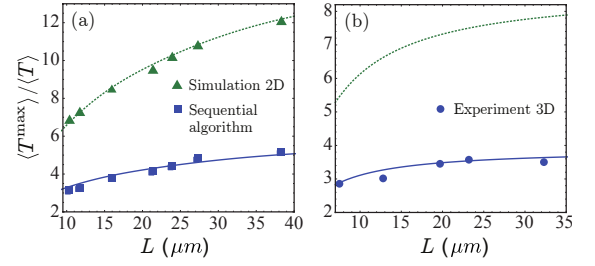 (a)
(b)
⟨T^max⟩/⟨T⟩
12
10
8
6
4
2
Simulation 2D
Sequential
algorithm
10 15 20 25 30 35 40
L (μm)
8
7
6
5
4
3
2
Experiment 3D
10 15 20 25 30 35
L (μm)